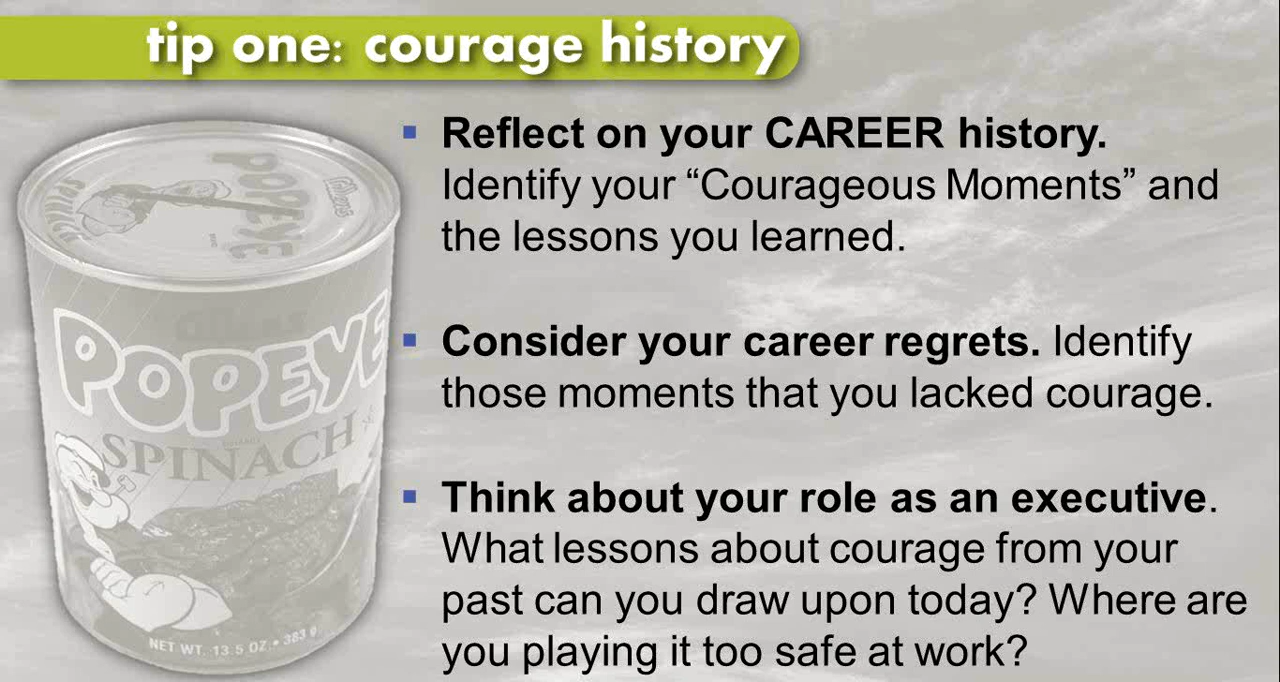 tip one: courage history
▪ Reflect on your CAREER history.
Identify your “Courageous Moments” and
the lessons you learned.
▪ Consider your career regrets. Identify
those moments that you lacked courage.
▪ Think about your role as an executive.
What lessons about courage from your
past can you draw upon today? Where are
you playing it too safe at work?
POPEYE
SPINACH
Allens
POPEYE
SPINACH
NET WT. 13.5 OZ. • 383 g